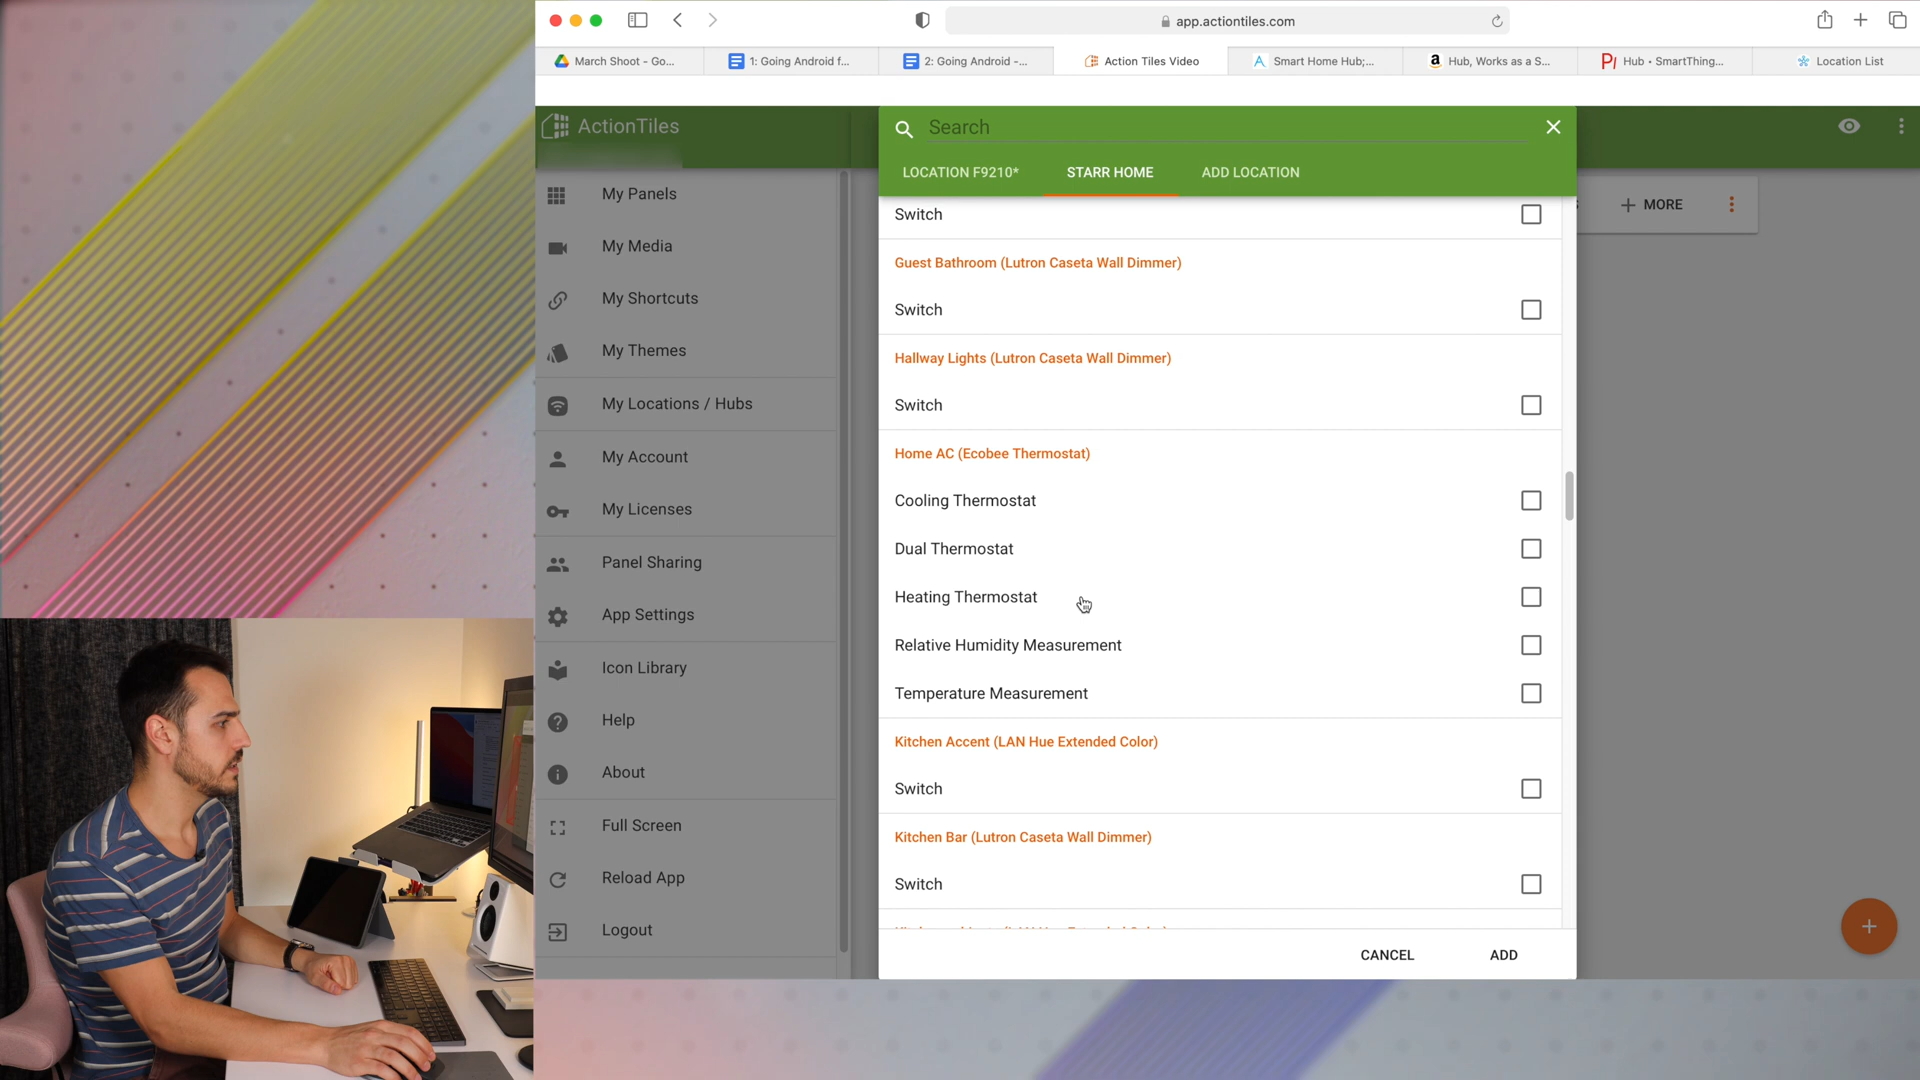 app.actiontiles.com
March Shoot - Go...
1: Going Android f...
2: Going Android -...
Action Tiles Video
Smart Home Hub;...
Hub, Works as a S...
Hub • SmartThing...
Location List
ActionTiles
My Panels
My Media
My Shortcuts
My Themes
My Locations / Hubs
My Account
My Licenses
Panel Sharing
App Settings
Icon Library
Help
About
Full Screen
Reload App
Logout
Search
LOCATION F9210*
STARR HOME
ADD LOCATION
Switch
Guest Bathroom (Lutron Caseta Wall Dimmer)
Switch
Hallway Lights (Lutron Caseta Wall Dimmer)
Switch
Home AC (Ecobee Thermostat)
Cooling Thermostat
Dual Thermostat
Heating Thermostat
Relative Humidity Measurement
Temperature Measurement
Kitchen Accent (LAN Hue Extended Color)
Switch
Kitchen Bar (Lutron Caseta Wall Dimmer)
Switch
CANCEL
ADD
+ MORE